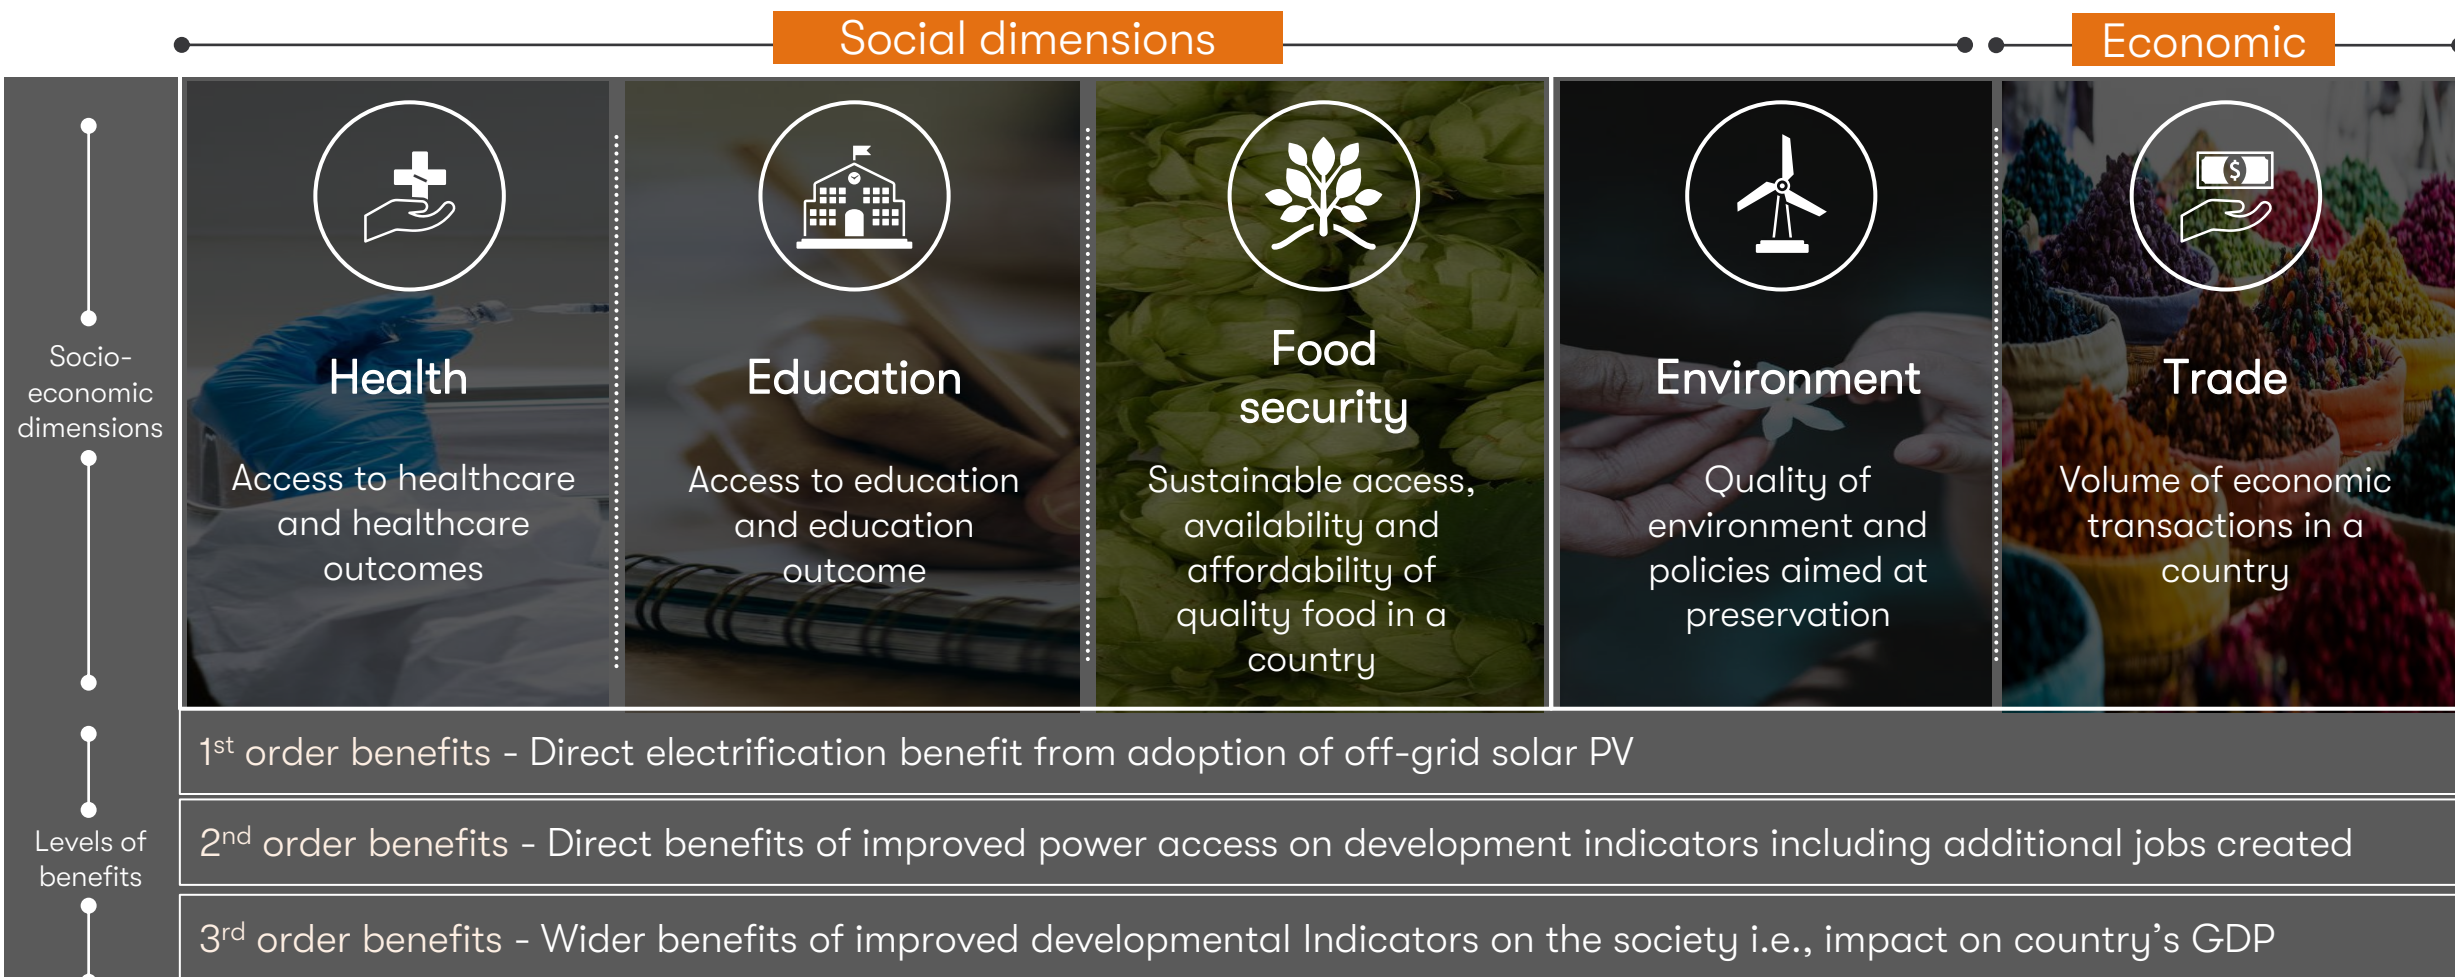 Social dimensions
Economic
Socio-
economic
dimensions
Health
Access to healthcare
and healthcare
outcomes
Education
Access to education
and education
outcome
Food
security
Sustainable access,
availability and
affordability of
quality food in a
country
Environment
Quality of
environment and
policies aimed at
preservation
$
Trade
Volume of economic
transactions in a
country
Levels of
benefits
1st order benefits - Direct electrification benefit from adoption of off-grid solar PV
2nd order benefits - Direct benefits of improved power access on development indicators including additional jobs created
3rd order benefits - Wider benefits of improved developmental Indicators on the society i.e., impact on country's GDP